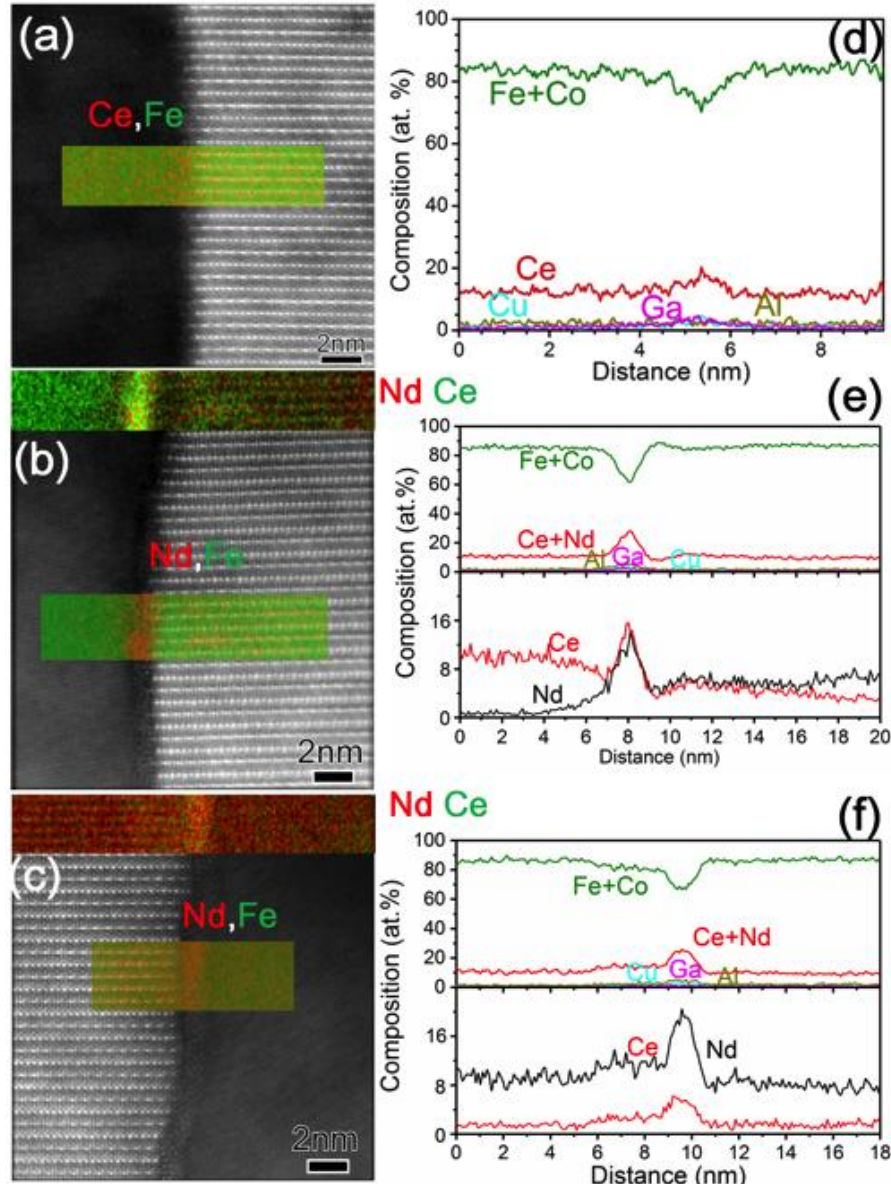 (a)
Ce,Fe
2nm
(d)
Composition (at. %)
100
80
60
40
20
0
Fe+Co
Ce
Cu
Ga
Al
0 2 4 6 8
Distance (nm)
Nd Ce
(b)
Nd,Fe
2nm
(e)
Composition (at.%)
100
80
60
40
20
0
Fe+Co
Ce+Nd
Al
Ga
Cu
16
8
0
Ce
Nd
0 2 4 6 8 10 12 14 16 18 20
Distance (nm)
Nd Ce
(c)
Nd,Fe
2nm
(f)
Composition (at.%)
100
80
60
40
20
0
Fe+Co
Ce+Nd
Cu
Ga
Al
16
8
0
Ce
Nd
0 2 4 6 8 10 12 14 16 18
Distance (nm)